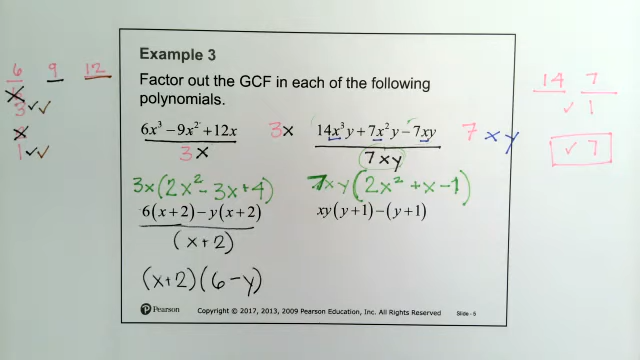 Example 3
Factor out the GCF in each of the following
polynomials.
6 9 12
6
3 ✓✓
1 ✓✓
14 7
✓ 1
✓ 7
6x³ − 9x² + 12x 3x 14x³y + 7x²y − 7xy 7xy
3x 7xy
3x(2x² − 3x + 4) 7xy(2x² + x − 1)
6(x + 2) − y(x + 2) xy(y + 1) − (y + 1)
(x + 2)
(x + 2)(6 − y)
Pearson Copyright © 2017, 2013, 2009 Pearson Education, Inc. All Rights Reserved Slide - 5